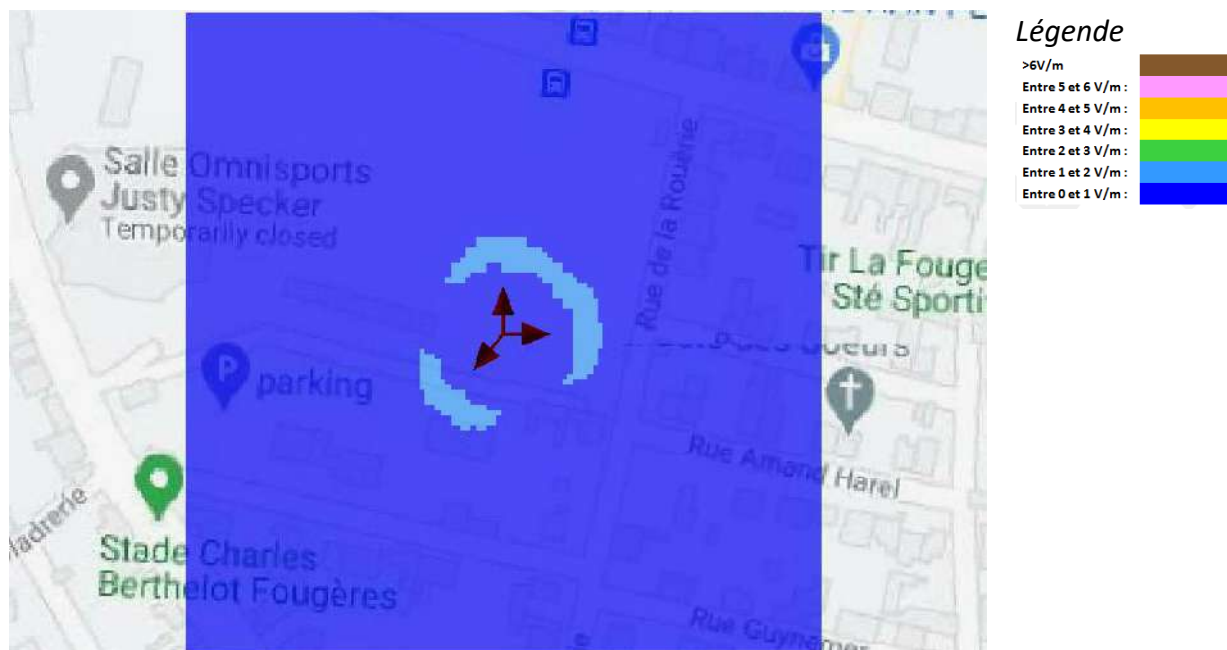 Légende
>6V/m
Entre 5 et 6 V/m :
Entre 4 et 5 V/m :
Entre 3 et 4 V/m :
Entre 2 et 3 V/m :
Entre 1 et 2 V/m :
Entre 0 et 1 V/m :
Salle Omnisports
Justy Specker
Temporarily closed
Rue de la Rouërie
Tir La Fouge
Sté Sporti
P
parking
Rue Amand Harel
ladrerie
Stade Charles
Berthelot Fougères
Rue Guynemer